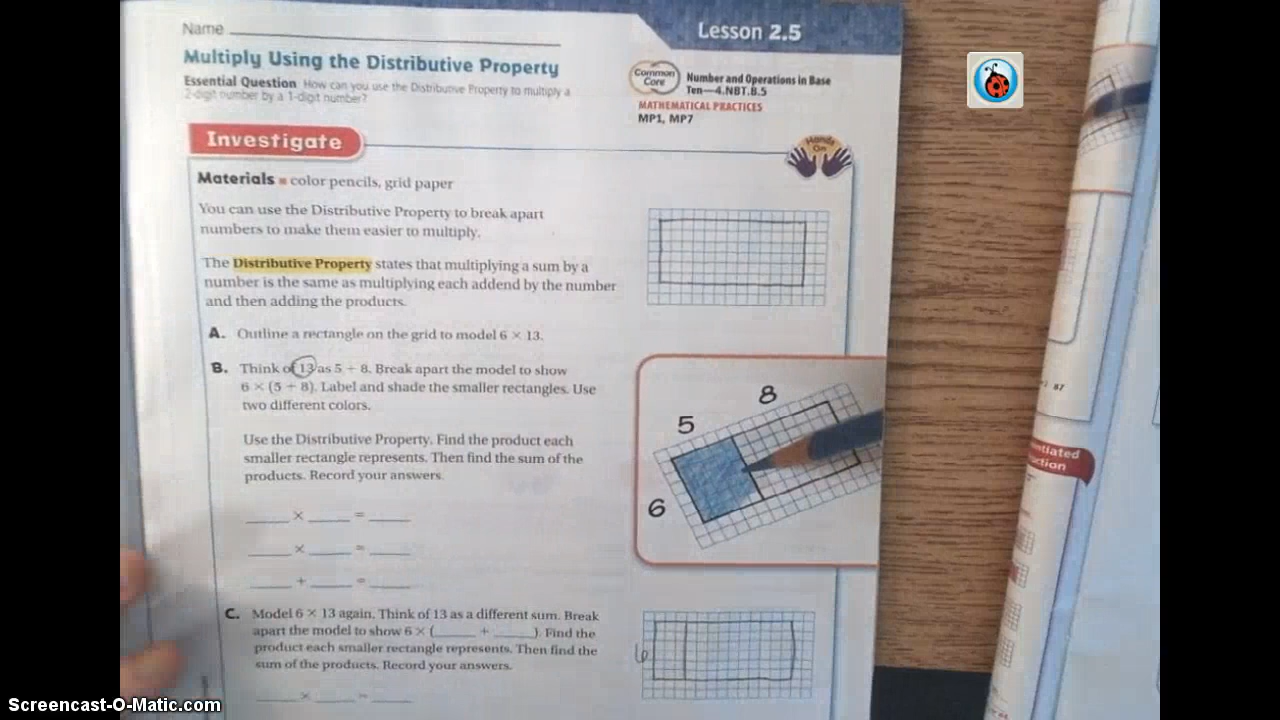 Name
Lesson 2.5
Multiply Using the Distributive Property
Essential Question How can you use the Distributive Property to multiply a
2-digit number by a 1-digit number?
Common
Core
Number and Operations in Base
Ten—4.NBT.B.5
MATHEMATICAL PRACTICES
MP1, MP7
Investigate
Hands
On
Materials ■ color pencils, grid paper
You can use the Distributive Property to break apart
numbers to make them easier to multiply.
The Distributive Property states that multiplying a sum by a
number is the same as multiplying each addend by the number
and then adding the products.
A. Outline a rectangle on the grid to model 6 × 13.
B. Think of 13 as 5 + 8. Break apart the model to show
6 × (5 + 8). Label and shade the smaller rectangles. Use
two different colors.
Use the Distributive Property. Find the product each
smaller rectangle represents. Then find the sum of the
products. Record your answers.
____ × ____ = ____
____ × ____ = ____
____ + ____ = ____
5
8
6
C. Model 6 × 13 again. Think of 13 as a different sum. Break
apart the model to show 6 × (____ + ____). Find the
product each smaller rectangle represents. Then find the
sum of the products. Record your answers.
____ × ____ = ____
6
87
Screencast-O-Matic.com